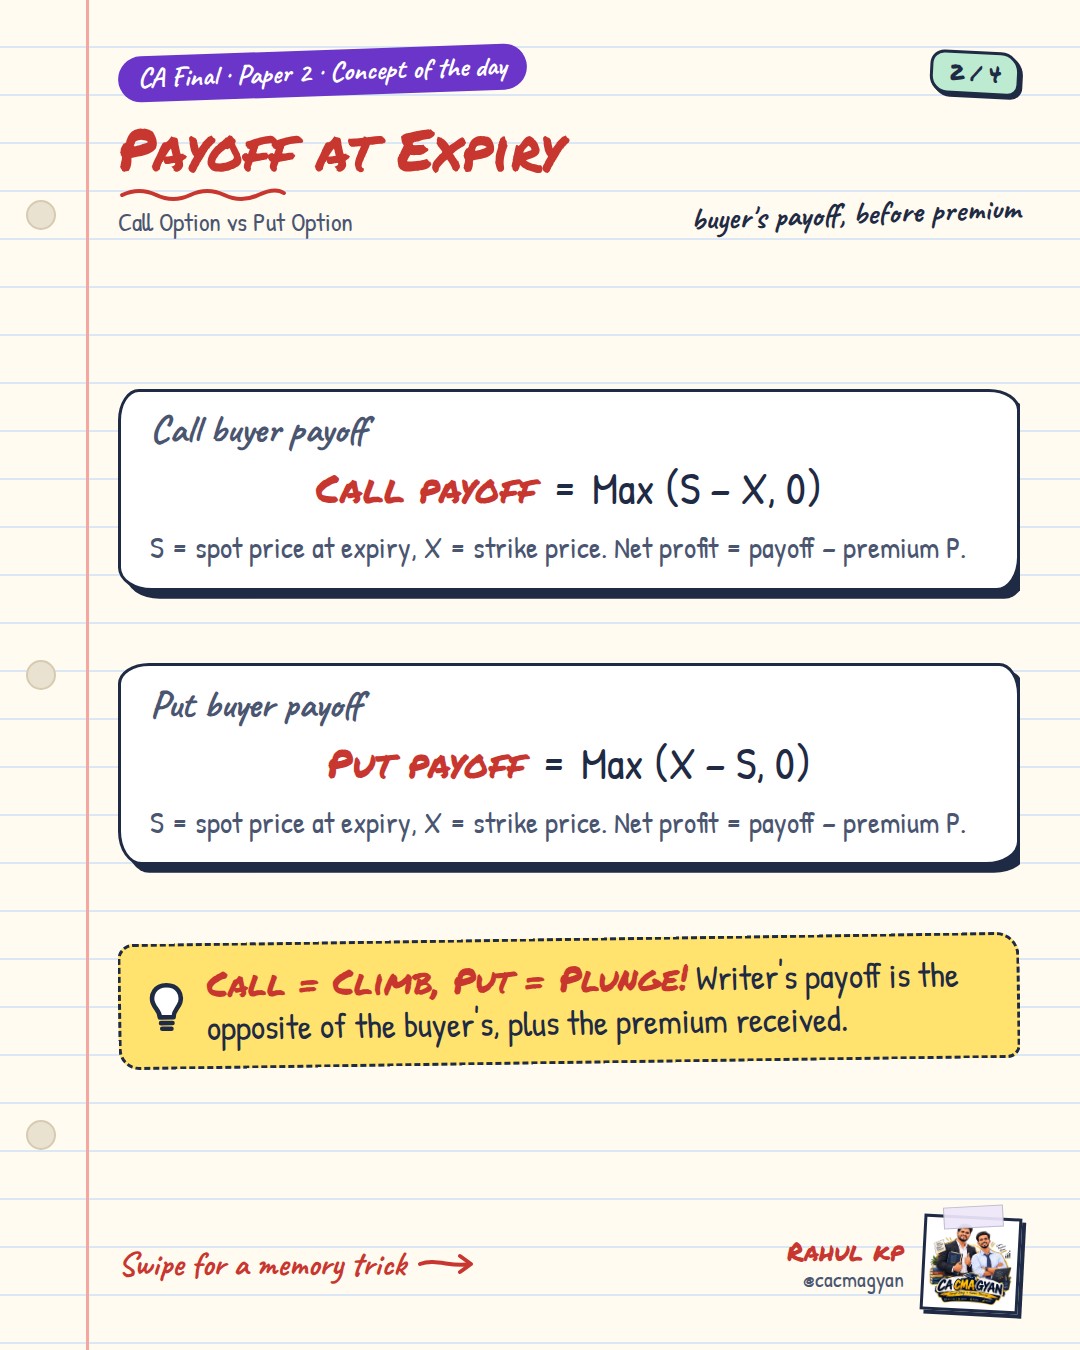 CA Final · Paper 2 · Concept of the day
2/4
Payoff at Expiry
Call Option vs Put Option
buyer's payoff, before premium
Call buyer payoff
Call payoff = Max (S – X, 0)
S = spot price at expiry, X = strike price. Net profit = payoff – premium P.
Put buyer payoff
Put payoff = Max (X – S, 0)
S = spot price at expiry, X = strike price. Net profit = payoff – premium P.
Call = Climb, Put = Plunge! Writer's payoff is the
opposite of the buyer's, plus the premium received.
Swipe for a memory trick
Rahul KP
@cacmagyan
CA CMA GYAN